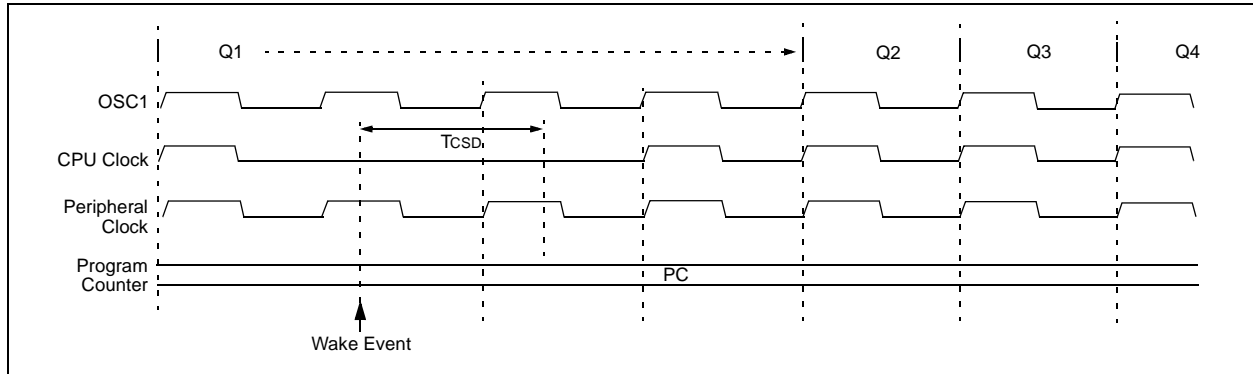 Q1 Q2 Q3 Q4
OSC1
TCSD
CPU Clock
Peripheral
Clock
Program
Counter
PC
Wake Event